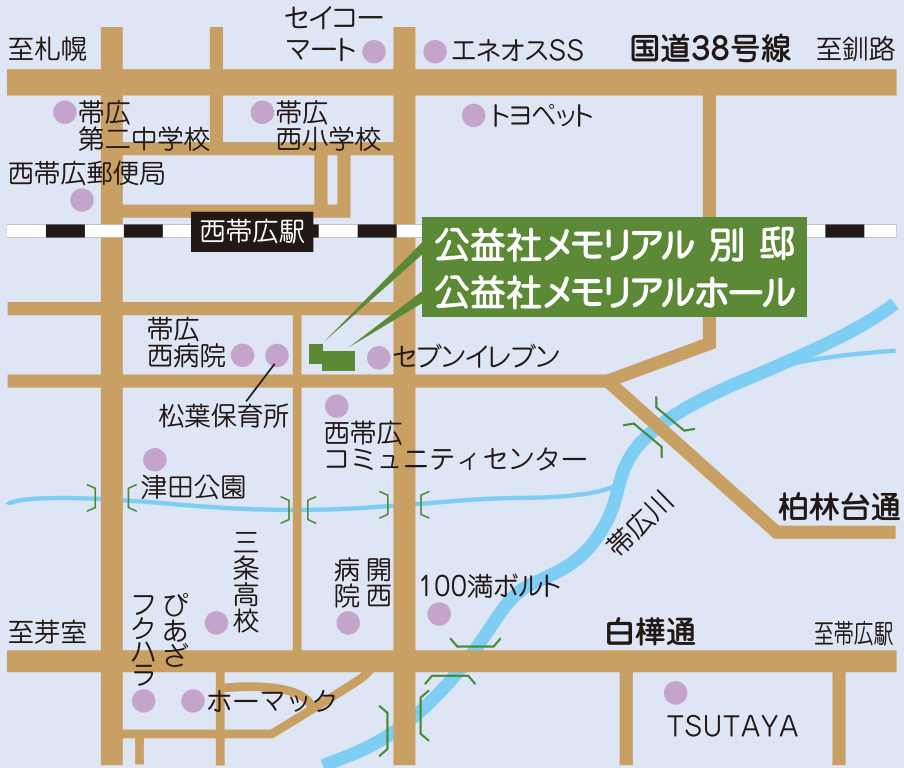 セイコー
マート
エネオスSS
国道38号線
至釧路
至札幌
帯広
第二中学校
帯広
西小学校
トヨペット
西帯広郵便局
西帯広駅
公益社メモリアル 別 邸
公益社メモリアルホール
帯広
西病院
セブンイレブン
松葉保育所
西帯広
コミュニティセンター
津田公園
柏林台通
帯広川
三条高校
開西
病院
100満ボルト
至芽室
ぴあざ
フクハラ
白樺通
至帯広駅
ホーマック
TSUTAYA